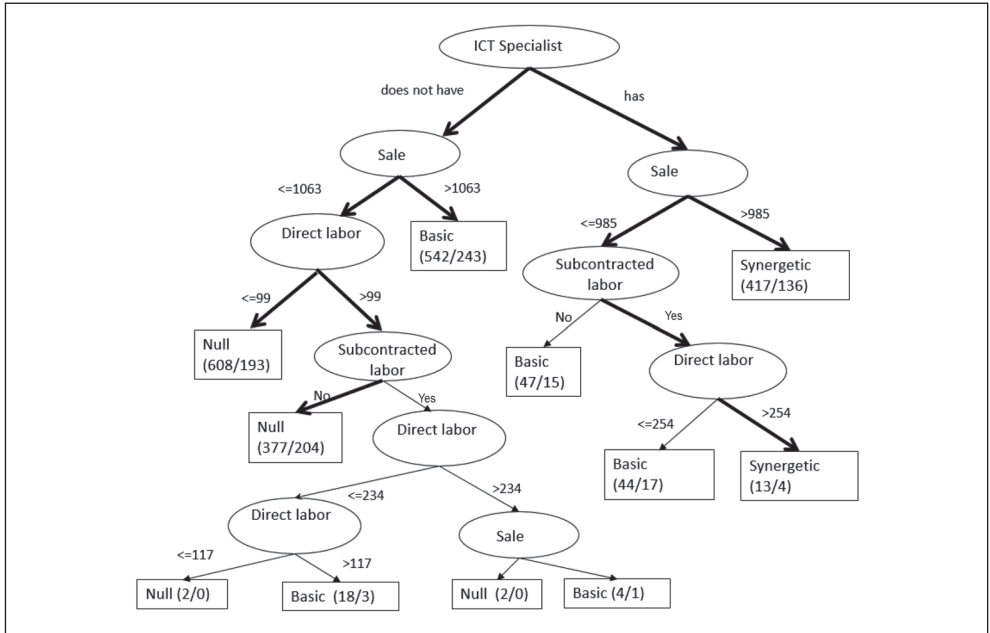 ICT Specialist
does not have
has
Sale
Sale
<=1063
>1063
<=985
>985
Direct labor
Basic
(542/243)
Subcontracted
labor
Synergetic
(417/136)
<=99
>99
No
Yes
Null
(608/193)
Subcontracted
labor
Basic
(47/15)
Direct labor
No
Yes
<=254
>254
Null
(377/204)
Direct labor
Basic
(44/17)
Synergetic
(13/4)
<=234
>234
Direct labor
Sale
<=117
>117
Null (2/0)
Basic (18/3)
Null (2/0)
Basic (4/1)